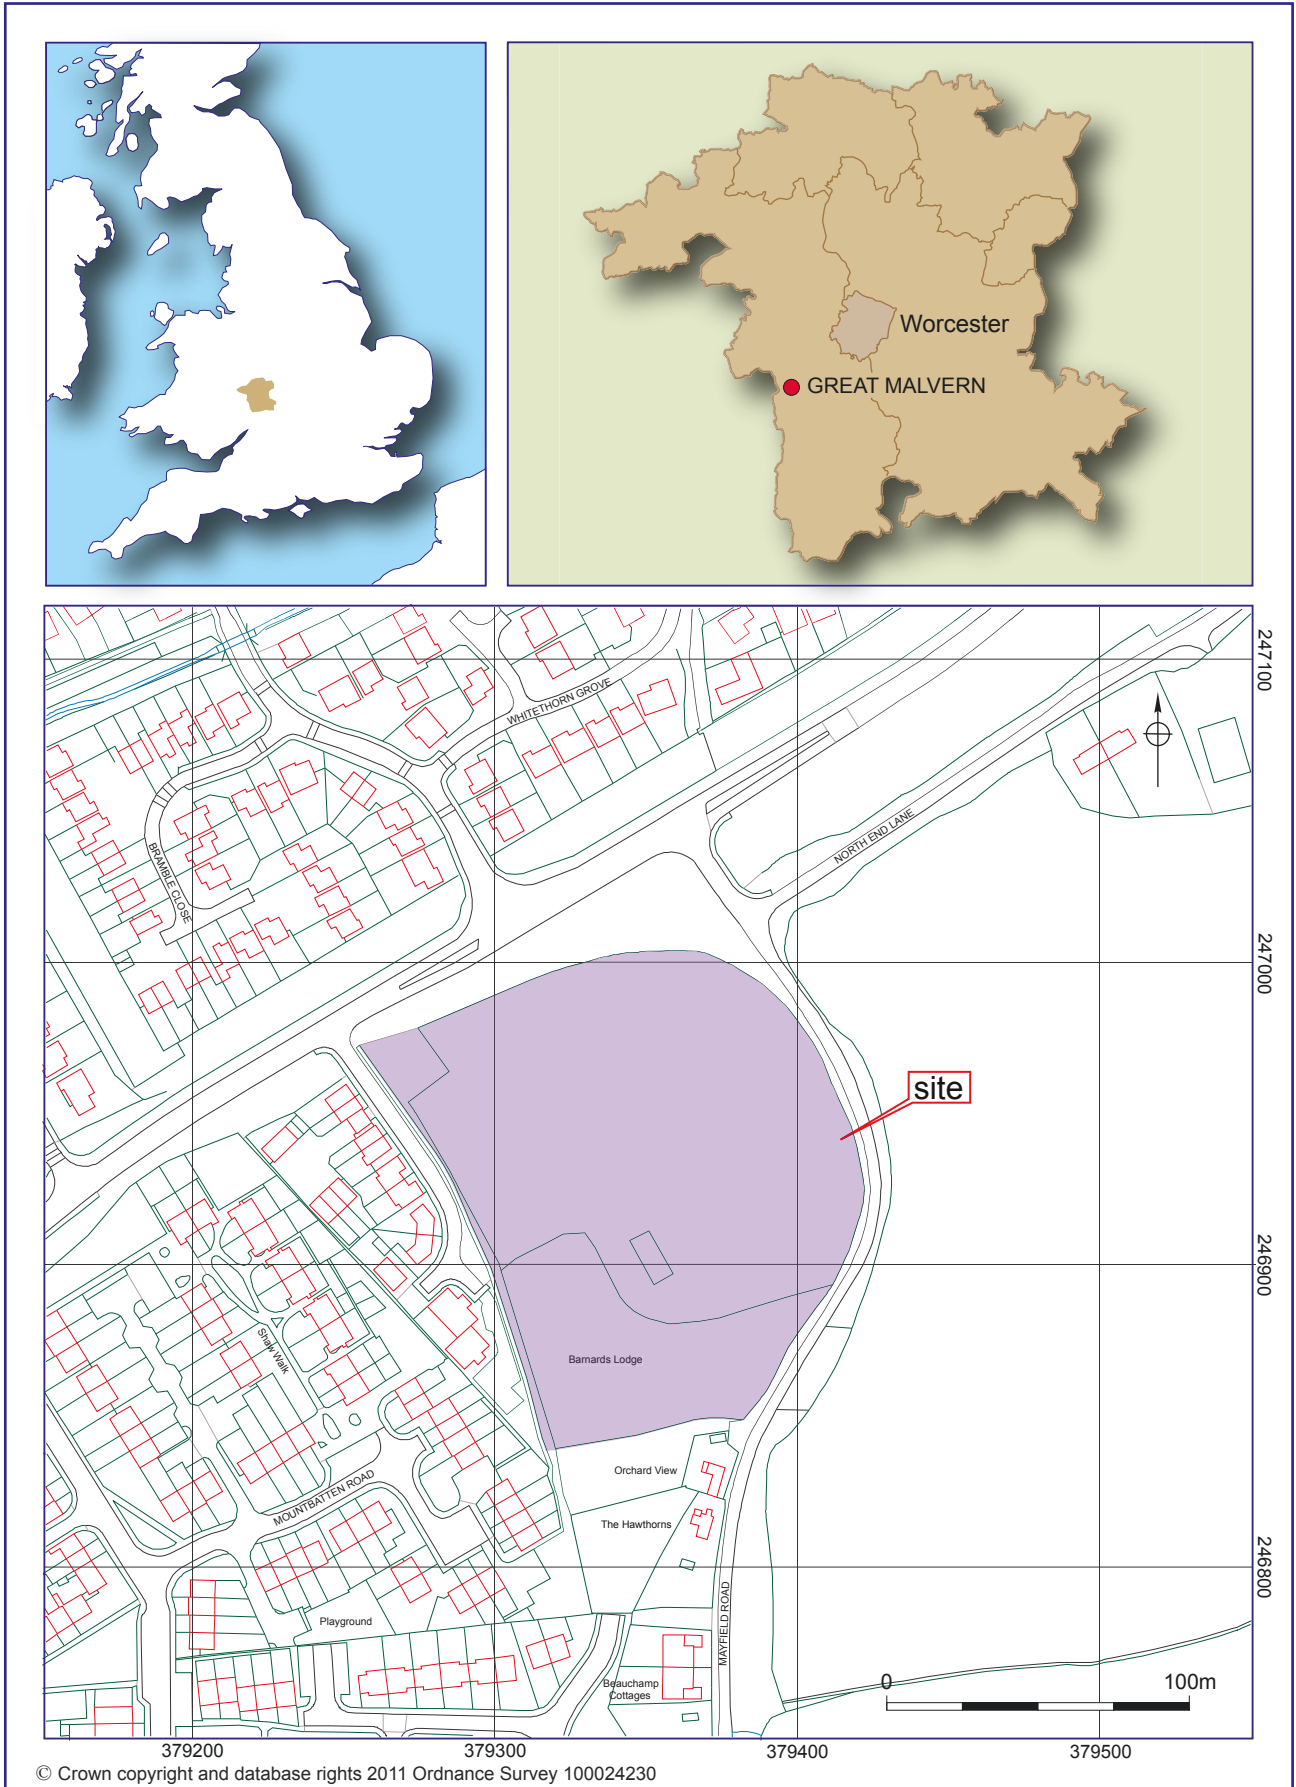 Worcester
GREAT MALVERN
247100
WHITETHORN GROVE
NORTH END LANE
BRAMBLE CLOSE
247000
site
246900
Shaw Walk
Barnards Lodge
Orchard View
MOUNTBATTEN ROAD
The Hawthorns
246800
MAYFIELD ROAD
Playground
Beauchamp
Cottages
0 100m
379200 379300 379400 379500
© Crown copyright and database rights 2011 Ordnance Survey 100024230